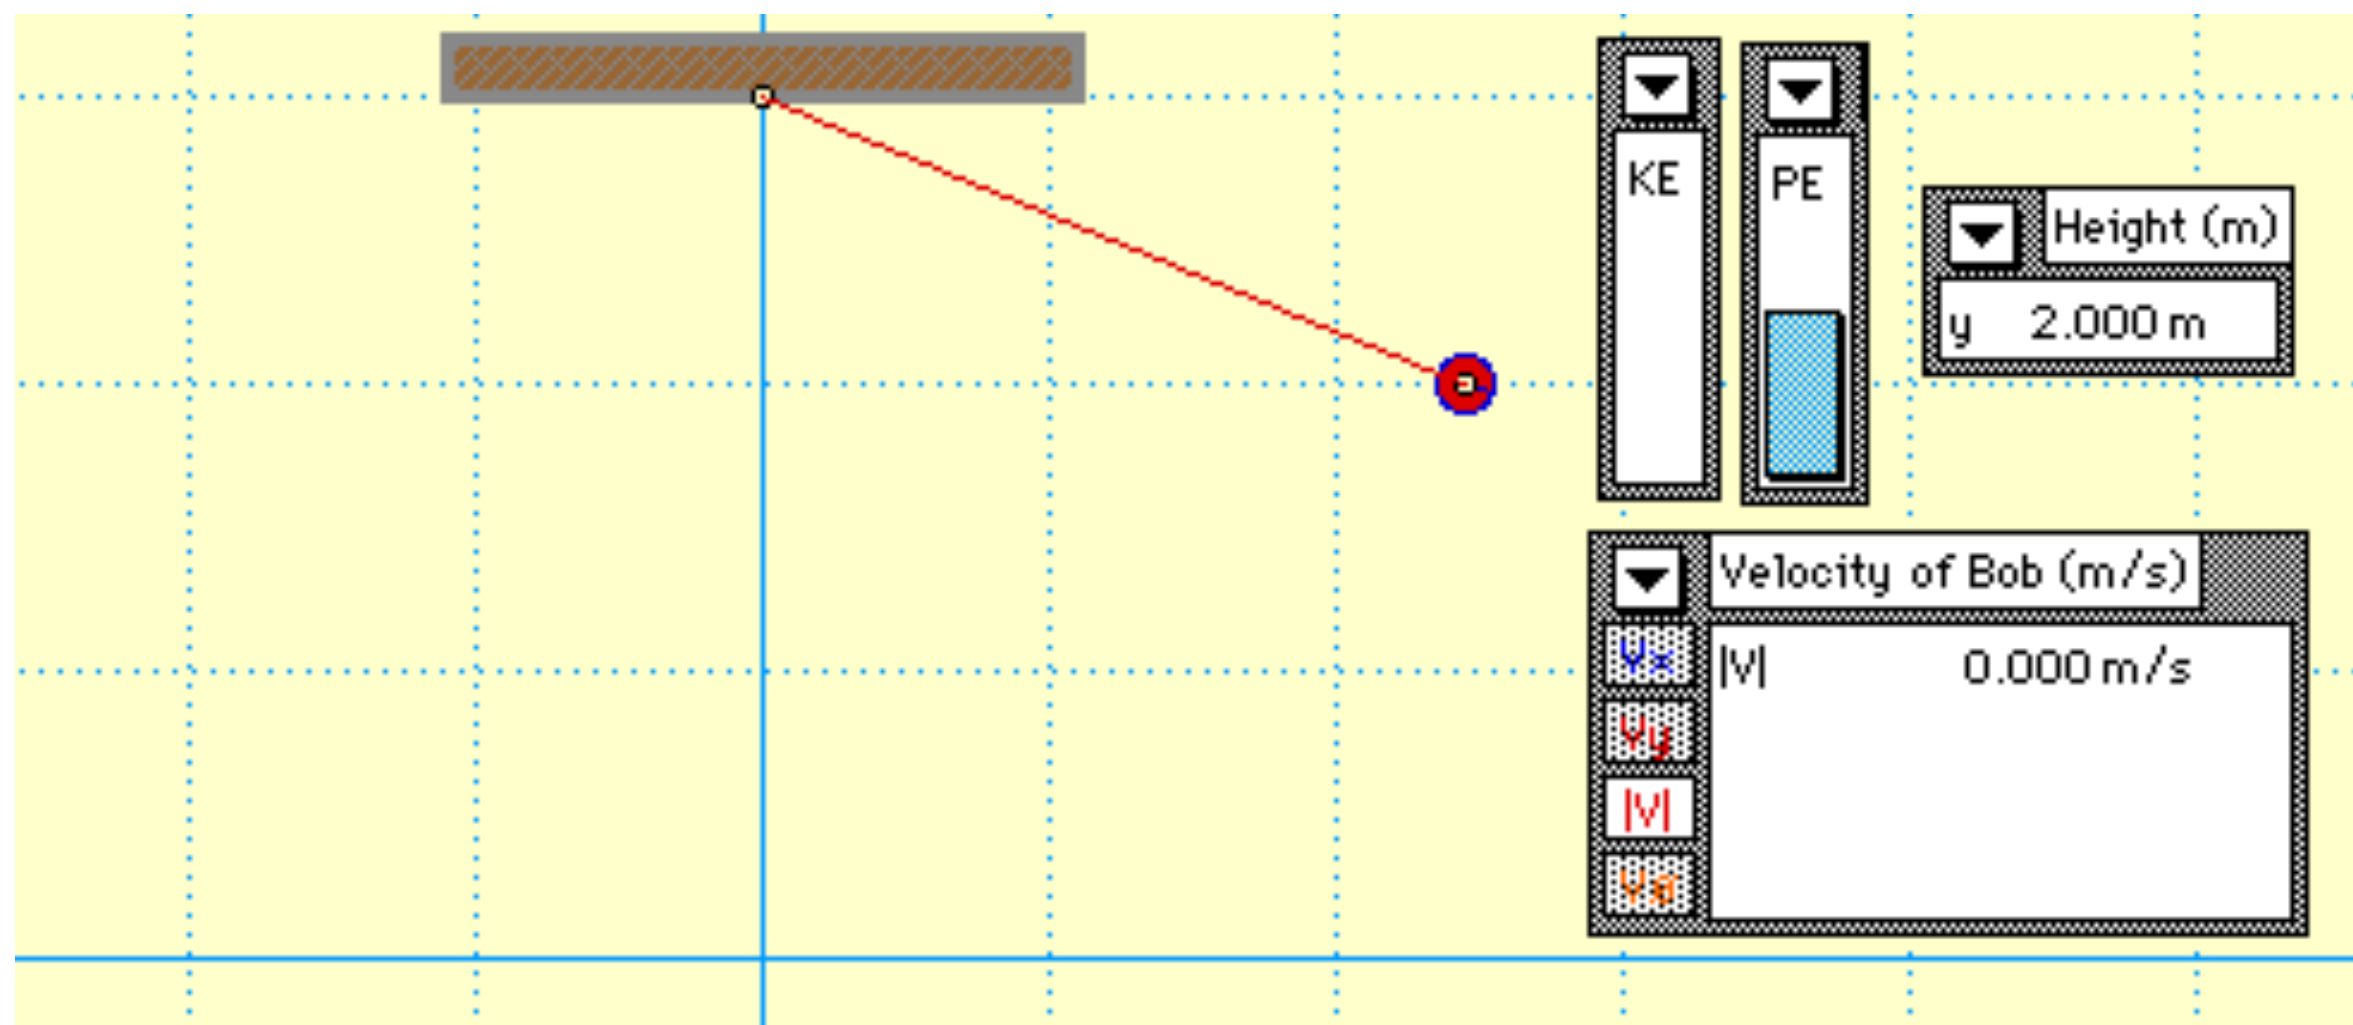 KE
PE
Height (m)
y 2.000 m
Velocity of Bob (m/s)
Vx
|V| 0.000 m/s
Vy
|V|